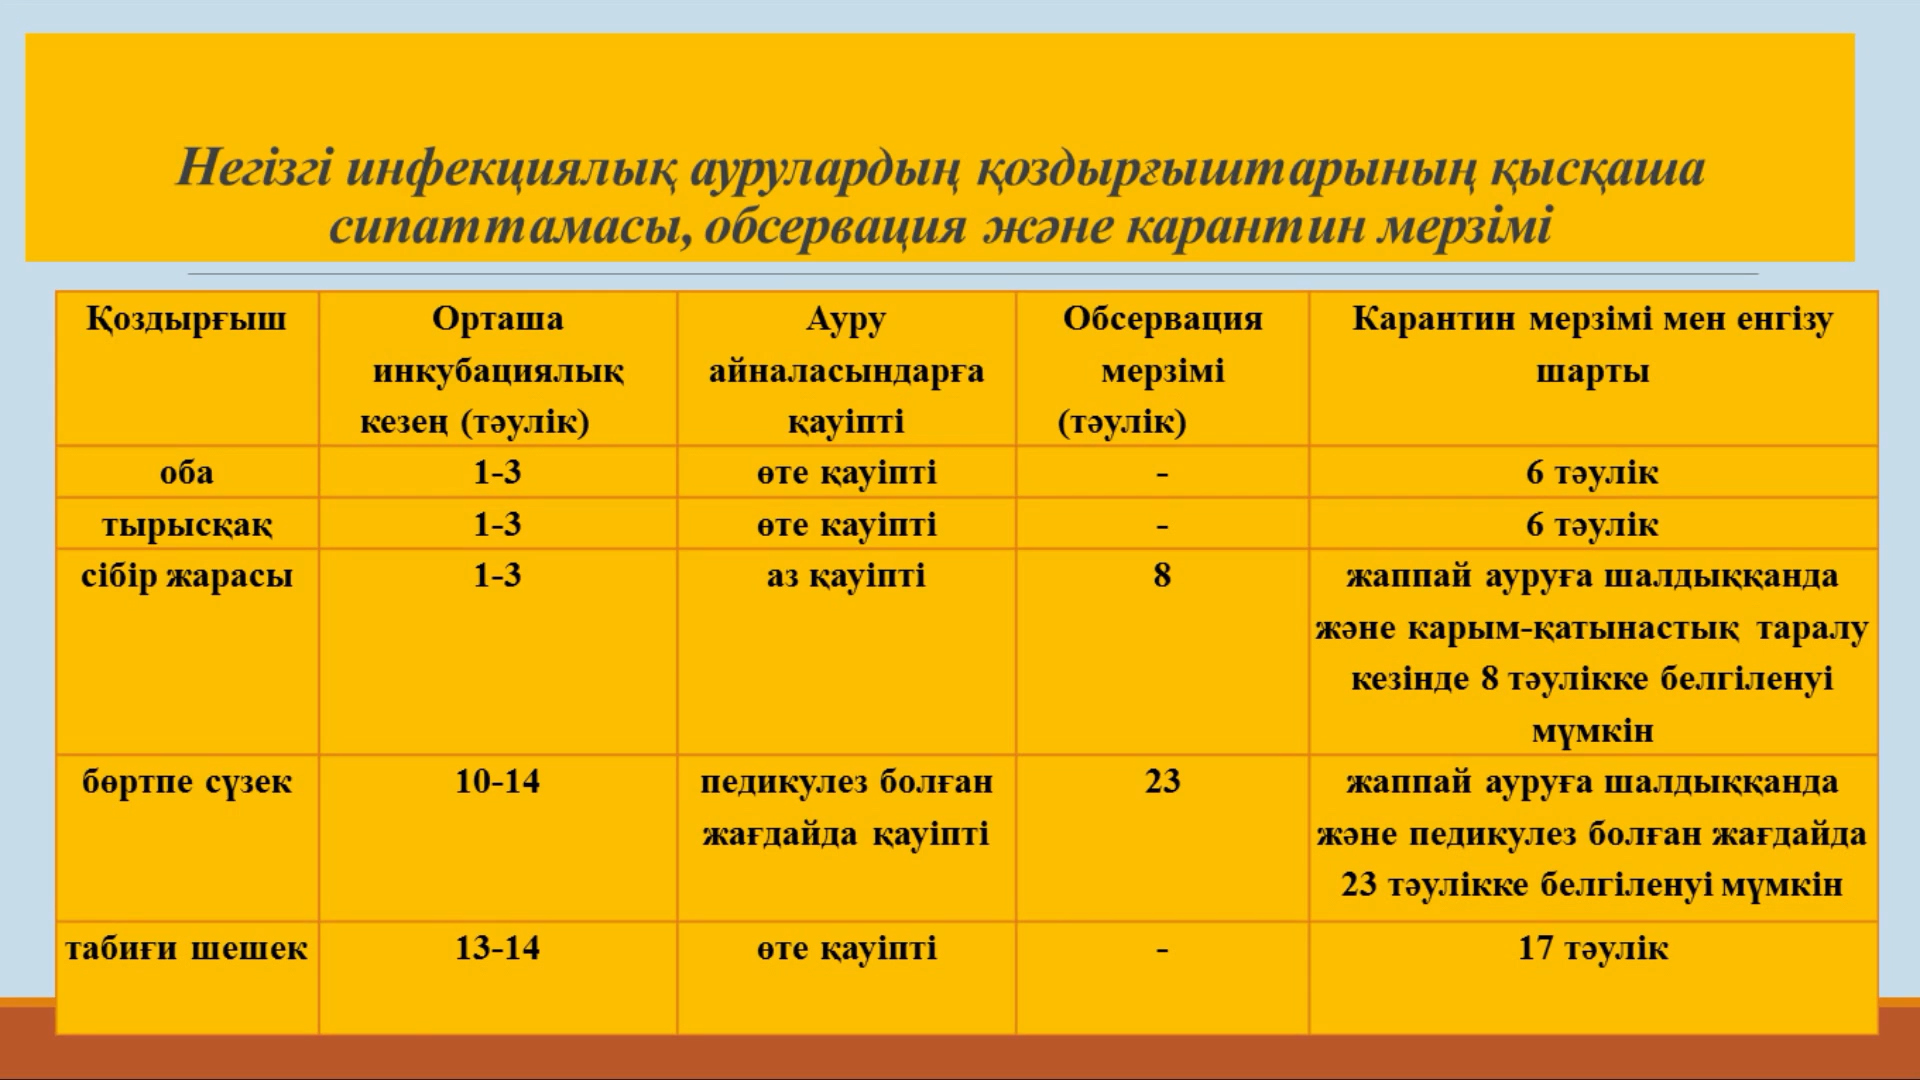 Негізгі инфекциялық аурулардың қоздырғыштарының қысқаша
сипаттамасы, обсервация және карантин мерзімі
Қоздырғыш
Орташа
инкубациялық
кезең (тәулік)
Ауру
айналасындарға
қауіпті
Обсервация
мерзімі
(тәулік)
Карантин мерзімі мен енгізу
шарты
оба
1-3
өте қауіпті
-
6 тәулік
тырысқақ
1-3
өте кауіпті
-
6 тәулік
сібір жарасы
1-3
аз қауіпті
8
жаппай ауруға шалдыққанда
және карым-қатынастық таралу
кезінде 8 тәулікке белгіленуі
мүмкін
бөртпе сүзек
10-14
педикулез болған
жағдайда қауіпті
23
жаппай ауруға шалдыққанда
және педикулез болған жағдайда
23 тәулікке белгіленуі мүмкін
табиғи шешек
13-14
өте қауіпті
-
17 тәулік